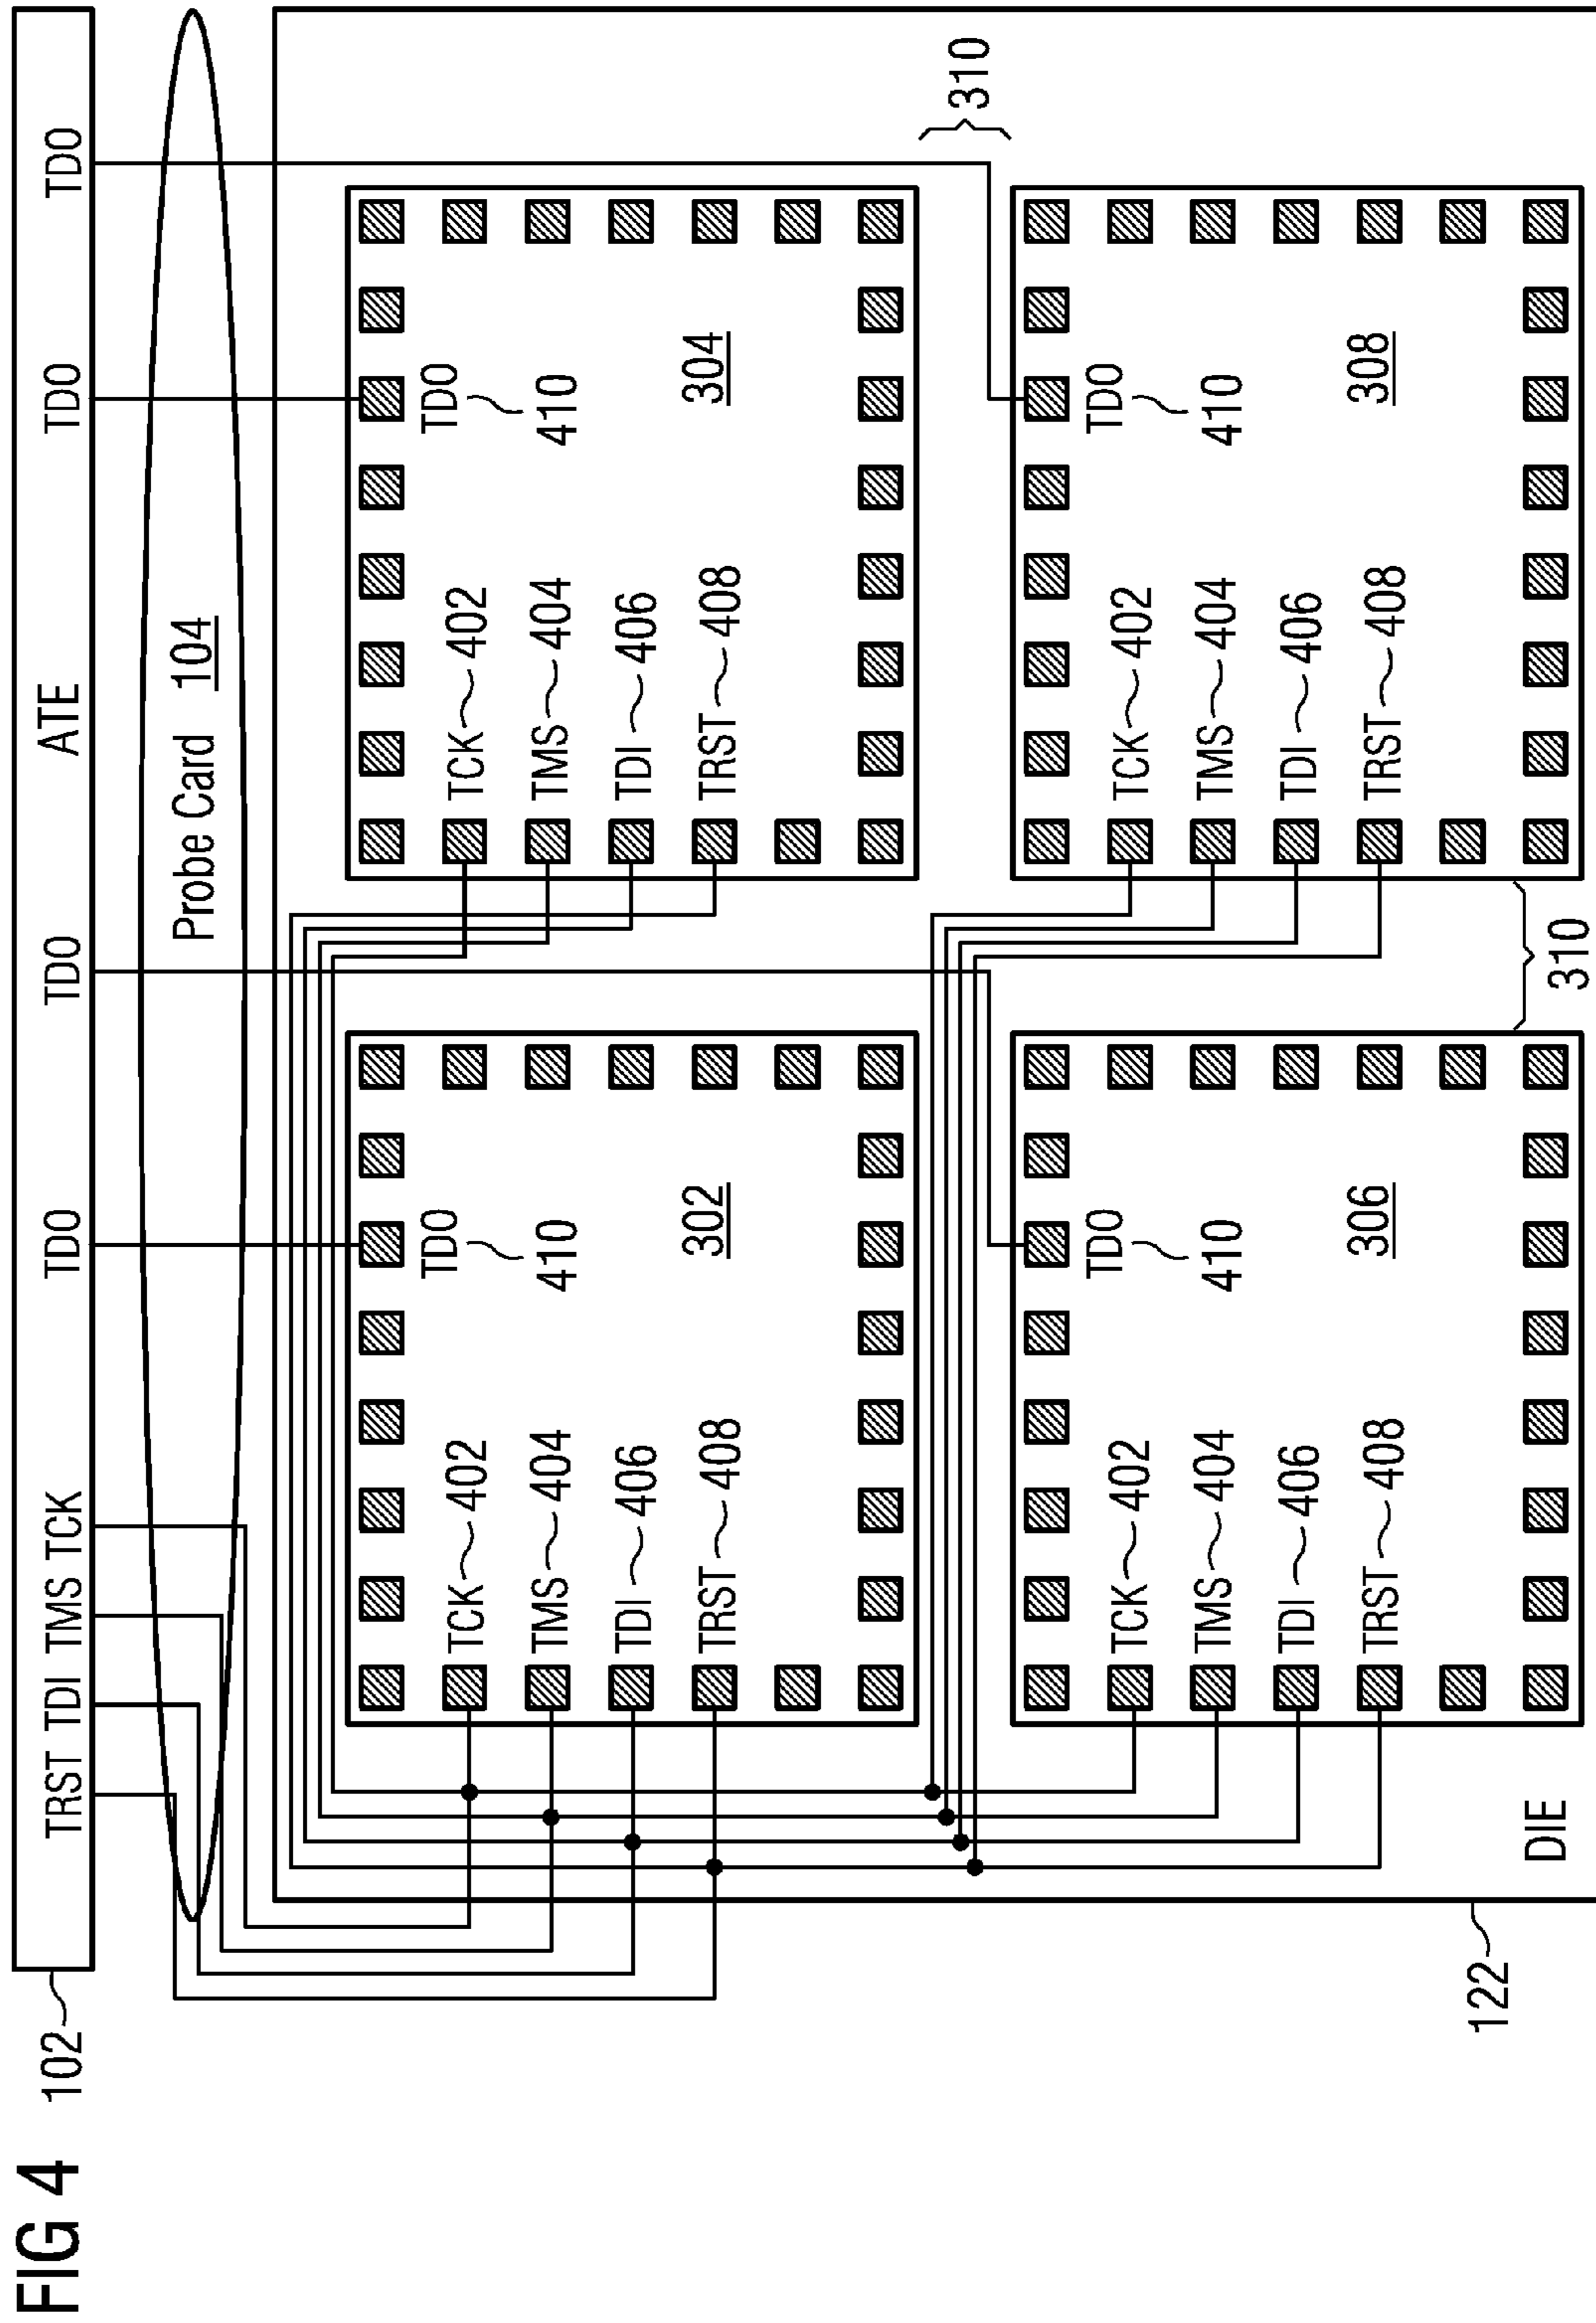 FIG 4
102
ATE
TRST TDI TMS TCK TDO TDO TDO TDO
Probe Card 104
TDO
410
TCK 402
TMS 404
TDI 406
TRST 408
302
TDO
410
TCK 402
TMS 404
TDI 406
TRST 408
304
310
TDO
410
TCK 402
TMS 404
TDI 406
TRST 408
306
TDO
410
TCK 402
TMS 404
TDI 406
TRST 408
308
310
122
DIE